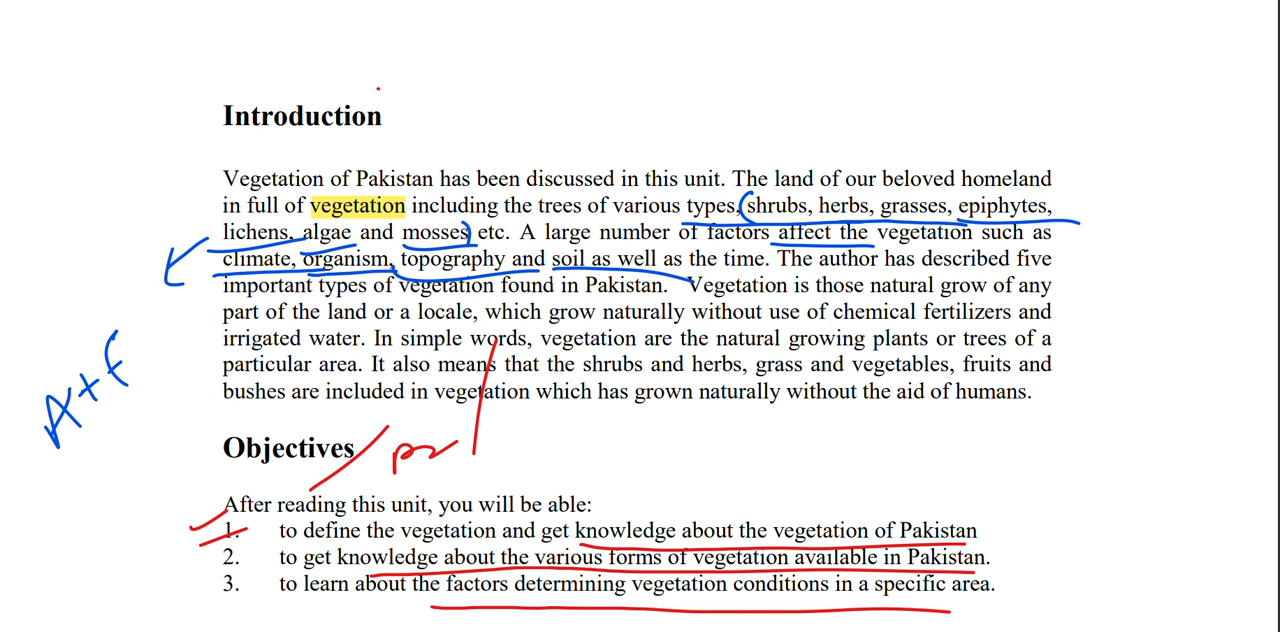 Introduction
Vegetation of Pakistan has been discussed in this unit. The land of our beloved homeland
in full of vegetation including the trees of various types, shrubs, herbs, grasses, epiphytes,
lichens, algae and mosses) etc. A large number of factors affect the vegetation such as
climate, organism, topography and soil as well as the time. The author has described five
important types of vegetation found in Pakistan. Vegetation is those natural grow of any
part of the land or a locale, which grow naturally without use of chemical fertilizers and
irrigated water. In simple words, vegetation are the natural growing plants or trees of a
particular area. It also means that the shrubs and herbs, grass and vegetables, fruits and
bushes are included in vegetation which has grown naturally without the aid of humans.
Objectives
After reading this unit, you will be able:
1. to define the vegetation and get knowledge about the vegetation of Pakistan
2. to get knowledge about the various forms of vegetation available in Pakistan.
3. to learn about the factors determining vegetation conditions in a specific area.